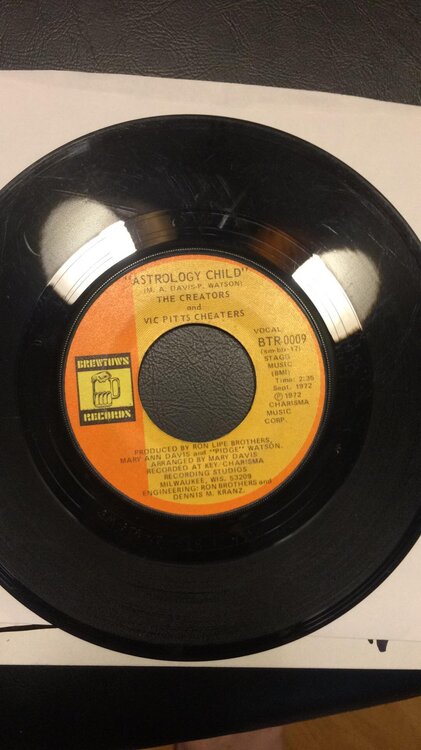 "ASTROLOGY CHILD"
(M. A. DAVIS-P. WATSON)
THE CREATORS
and
VIC PITTS CHEATERS
VOCAL
BTR-0009
STAGG
MUSIC
(BMI)
Time: 2:35
Sept. 1972
Ⓟ 1972
CHARISMA
MUSIC
CORP.
BREWTOWN
RECORDS
PRODUCED BY RON LIPE BROTHERS,
MARY ANN DAVIS and "PIDGE" WATSON.
ARRANGED BY MARY DAVIS
RECORDED AT KEY. CHARISMA
RECORDING STUDIOS
MILWAUKEE, WIS. 53209
ENGINEERING: RON BROTHERS and
DENNIS M. KRANZ.